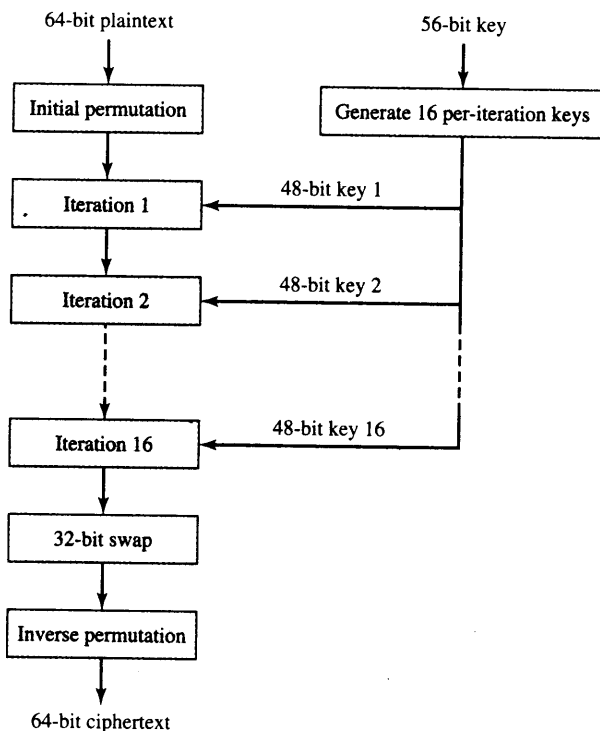 64-bit plaintext
56-bit key
Initial permutation
Generate 16 per-iteration keys
48-bit key 1
Iteration 1
48-bit key 2
Iteration 2
48-bit key 16
Iteration 16
32-bit swap
Inverse permutation
64-bit ciphertext